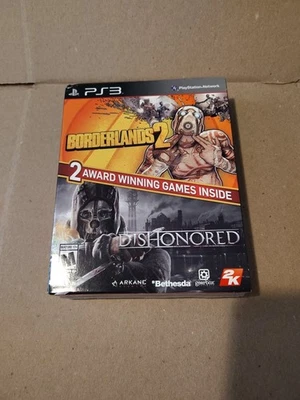 PS3
PlayStation Network
BORDERLANDS 2
2 AWARD WINNING GAMES INSIDE
DISHONORED
M
ARKANE Bethesda gearbox 2K